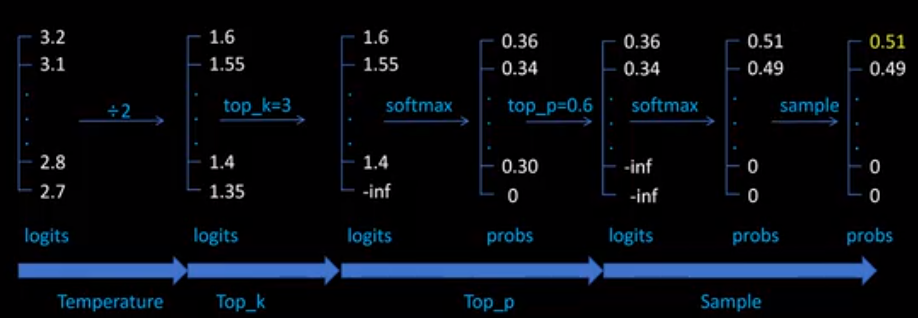 3.2 1.6 1.6 0.36 0.36 0.51 0.51
3.1 1.55 1.55 0.34 0.34 0.49 0.49
÷2 top_k=3 softmax top_p=0.6 softmax sample
2.8 1.4 1.4 0.30 -inf 0 0
2.7 1.35 -inf 0 -inf 0 0
logits logits logits probs logits probs probs
Temperature Top_k Top_p Sample